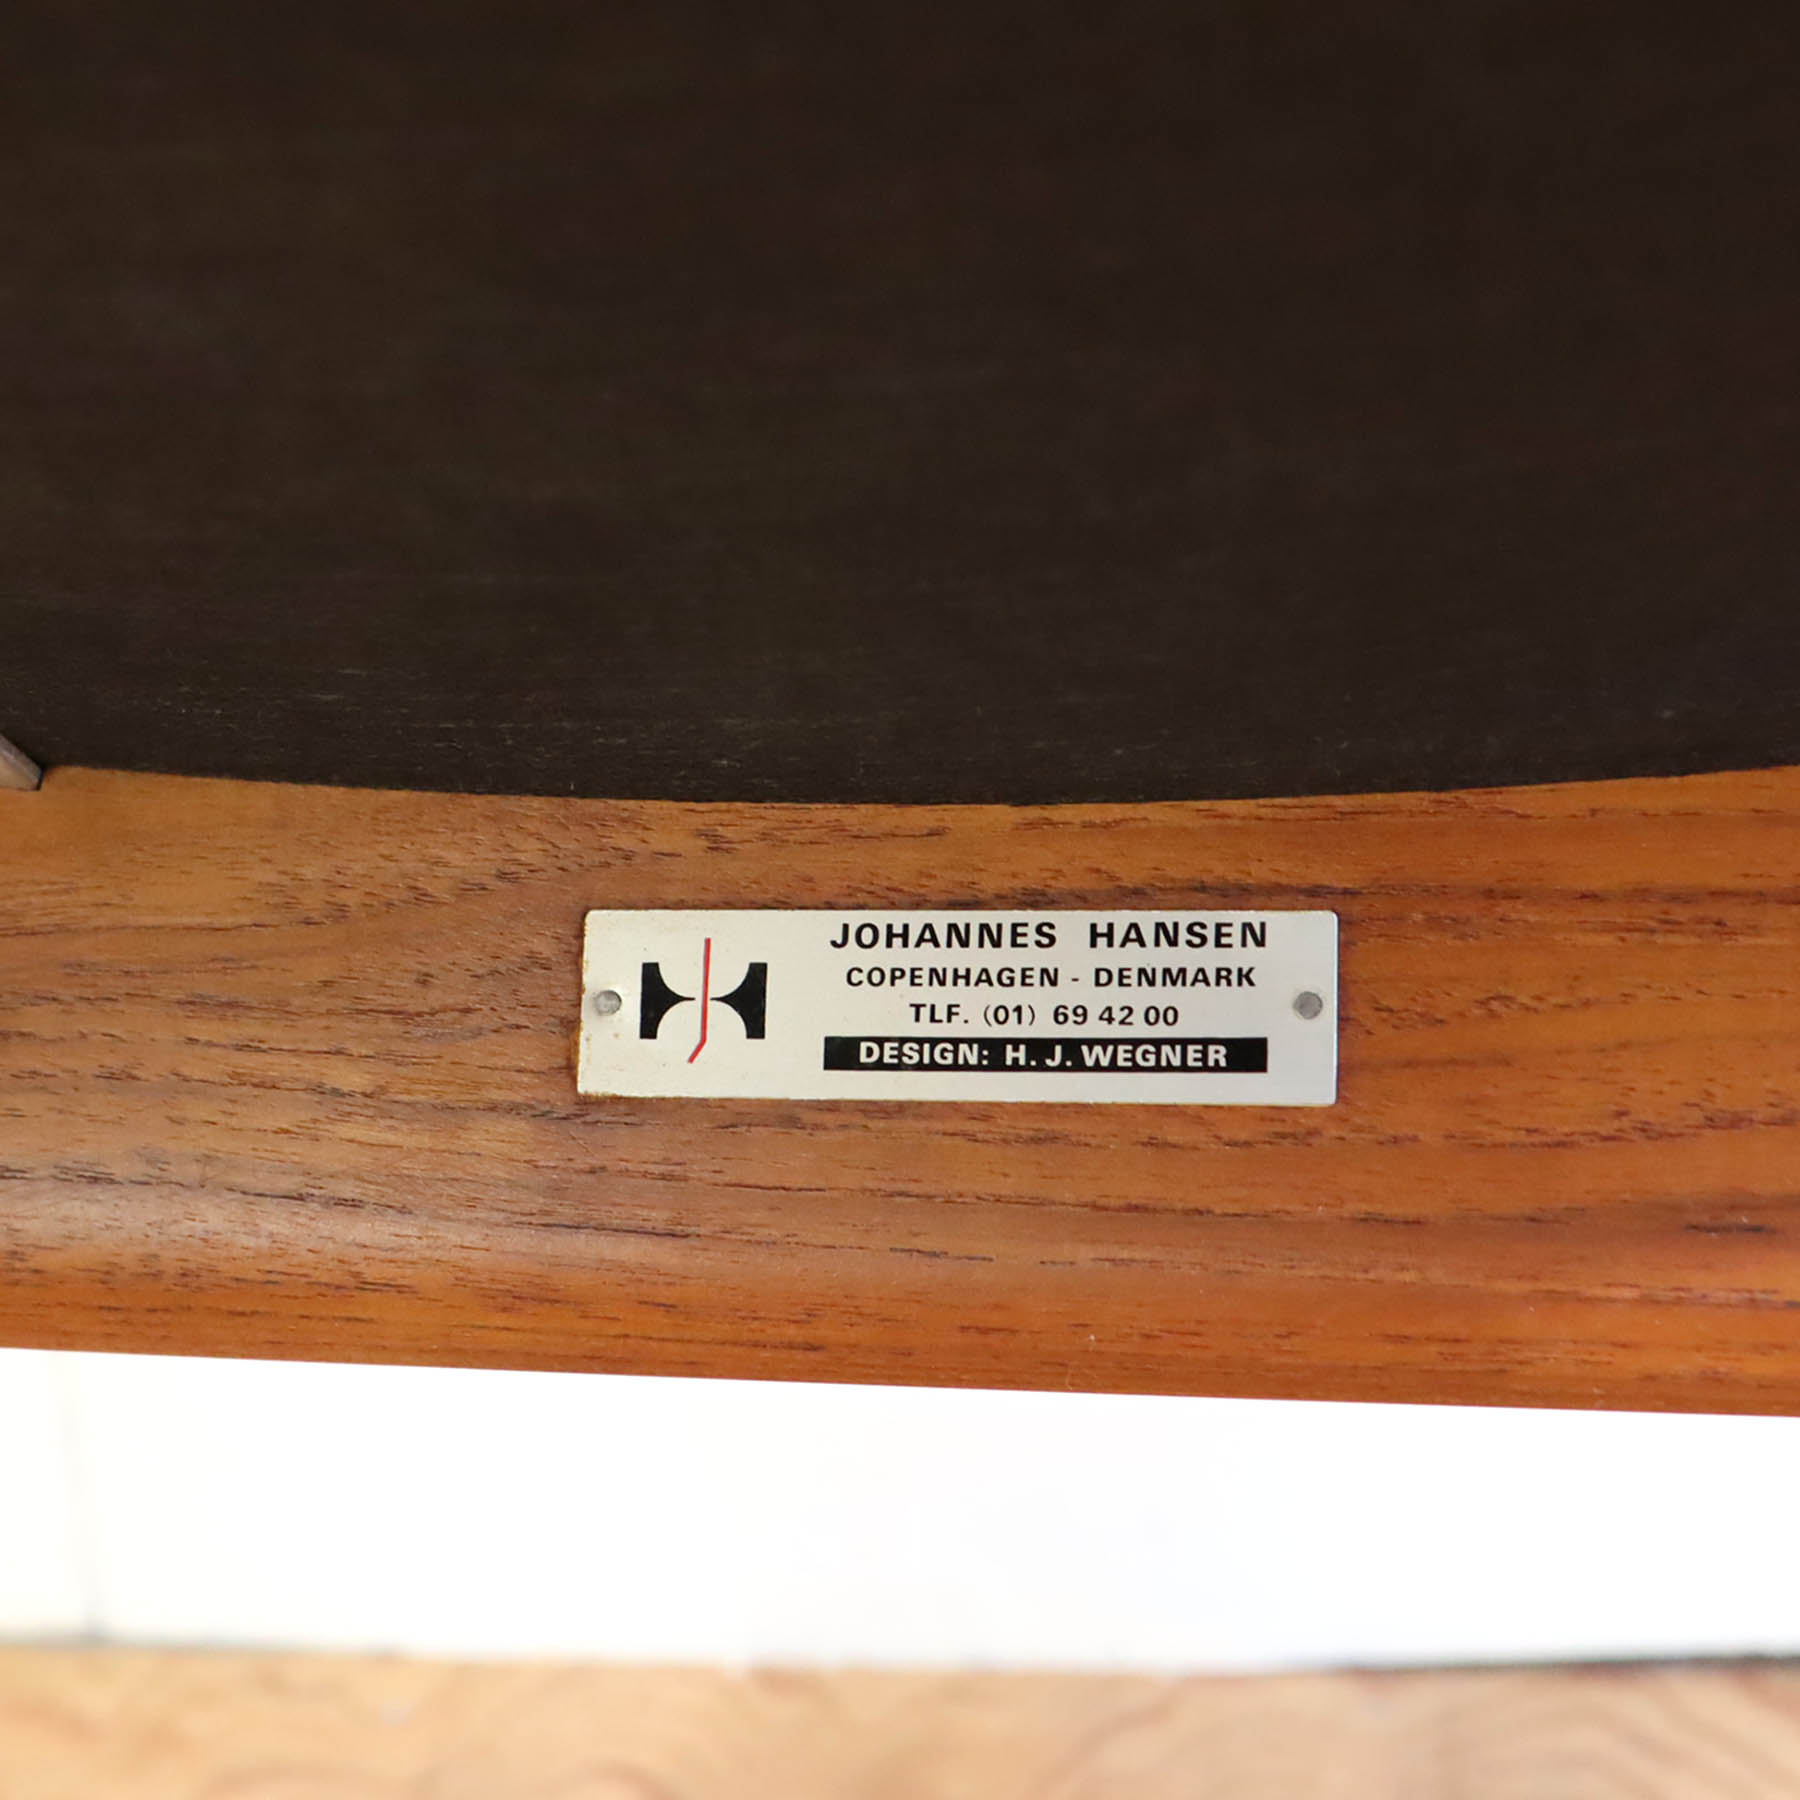 JOHANNES HANSEN
COPENHAGEN - DENMARK
TLF. (01) 69 42 00
DESIGN: H. J. WEGNER